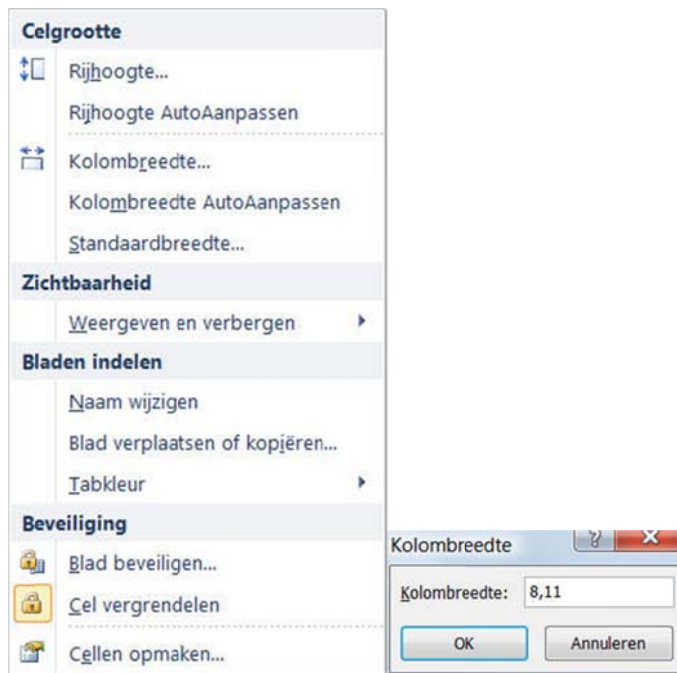 Celgrootte
Rijhoogte...
Rijhoogte AutoAanpassen
Kolombreedte...
Kolombreedte AutoAanpassen
Standaardbreedte...
Zichtbaarheid
Weergeven en verbergen
Bladen indelen
Naam wijzigen
Blad verplaatsen of kopiëren...
Tabkleur
Beveiliging
Blad beveiligen...
Cel vergrendelen
Cellen opmaken...
Kolombreedte
Kolombreedte: 8,11
OK Annuleren